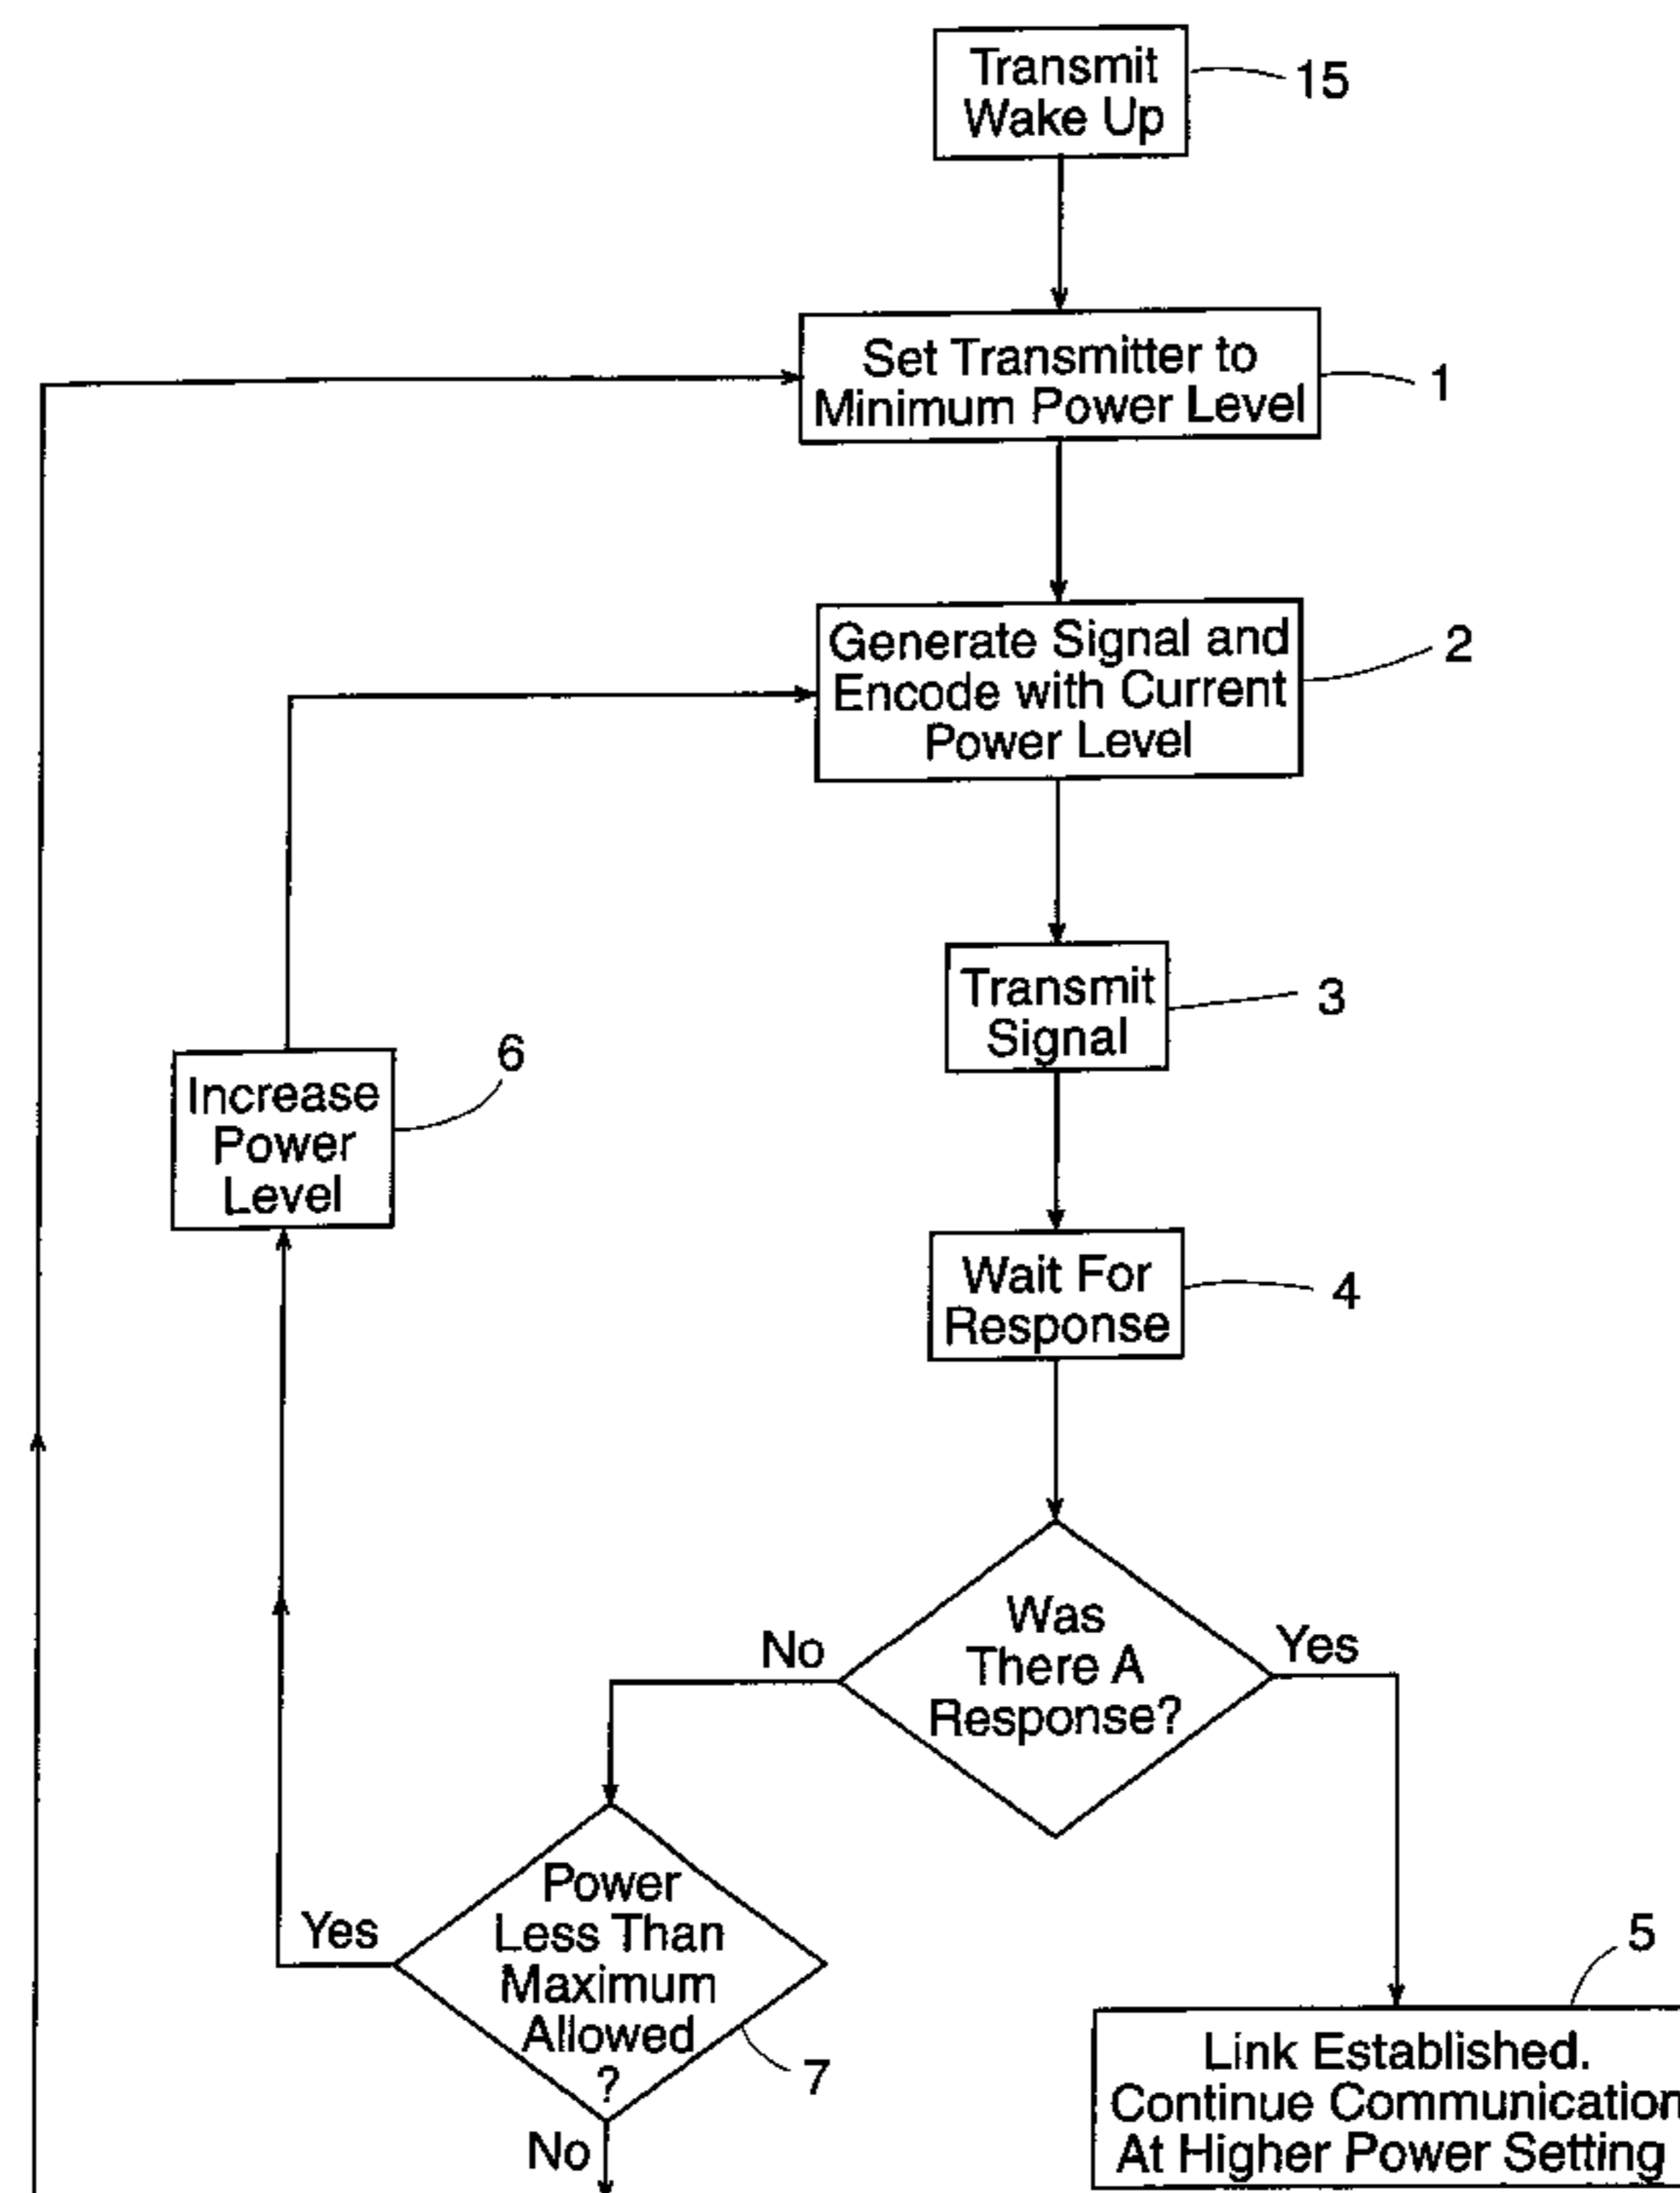 Transmit
Wake Up
15
Set Transmitter to
Minimum Power Level
1
Generate Signal and
Encode with Current
Power Level
2
Transmit
Signal
3
Increase
Power
Level
6
Wait For
Response
4
Was
There A
Response?
No
Yes
Power
Less Than
Maximum
Allowed
?
Yes
7
No
5
Link Established.
Continue Communication
At Higher Power Setting